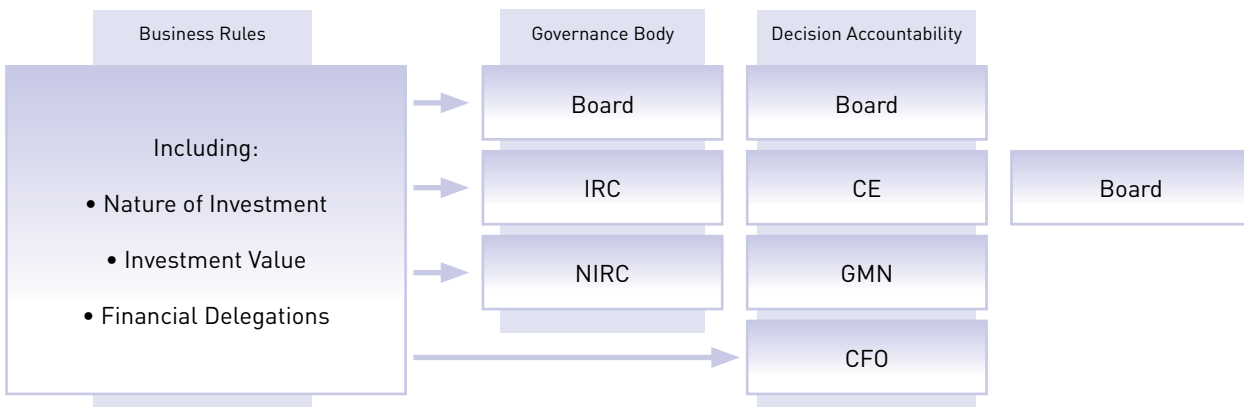 Business Rules
Governance Body
Decision Accountability
Including:
• Nature of Investment
• Investment Value
• Financial Delegations
Board
Board
IRC
CE
Board
NIRC
GMN
CFO